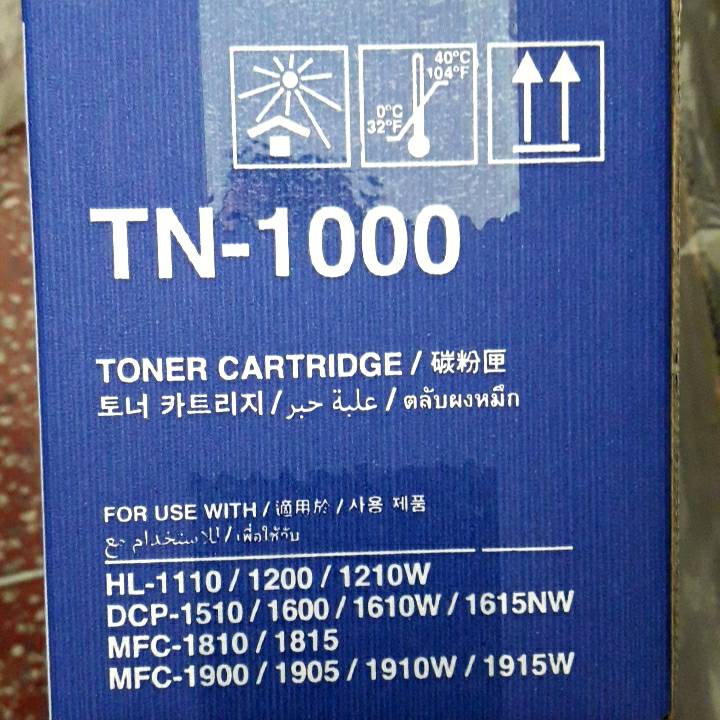 40°C
104°F
0°C
32°F
TN-1000
TONER CARTRIDGE / 碳粉匣
토너 카트리지 / علبة حبر / ตลับผงหมึก
FOR USE WITH / 適用於 / 사용 제품
للاستخدام مع / เพื่อใช้กับ
HL-1110 / 1200 / 1210W
DCP-1510 / 1600 / 1610W / 1615NW
MFC-1810 / 1815
MFC-1900 / 1905 / 1910W / 1915W